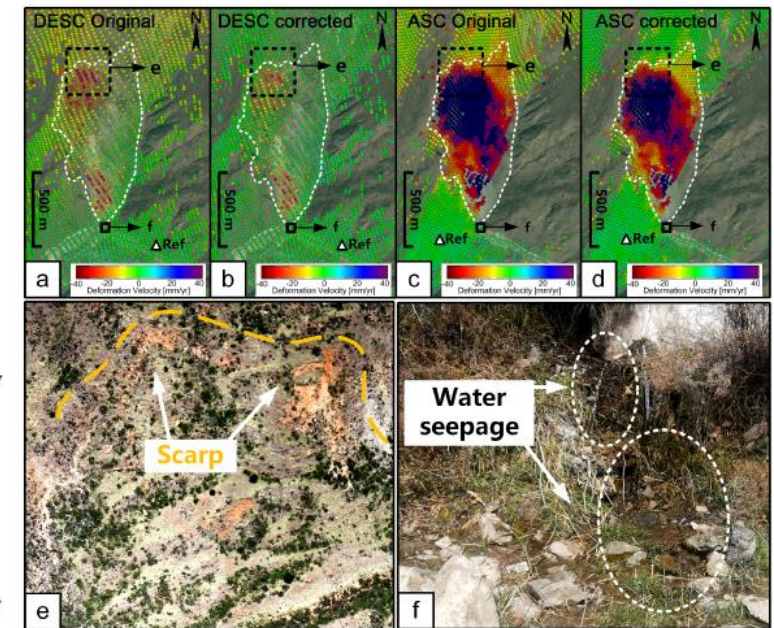 DESC Original
N
e
500 m
f
Ref
-40 -20 0 20 40
Deformation Velocity [mm/yr]
a
DESC corrected
N
e
500 m
f
Ref
-40 -20 0 20 40
Deformation Velocity [mm/yr]
b
ASC Original
N
e
500 m
f
Ref
-40 -20 0 20 40
Deformation Velocity [mm/yr]
c
ASC corrected
N
e
500 m
f
Ref
-40 -20 0 20 40
Deformation Velocity [mm/yr]
d
Scarp
e
Water
seepage
f